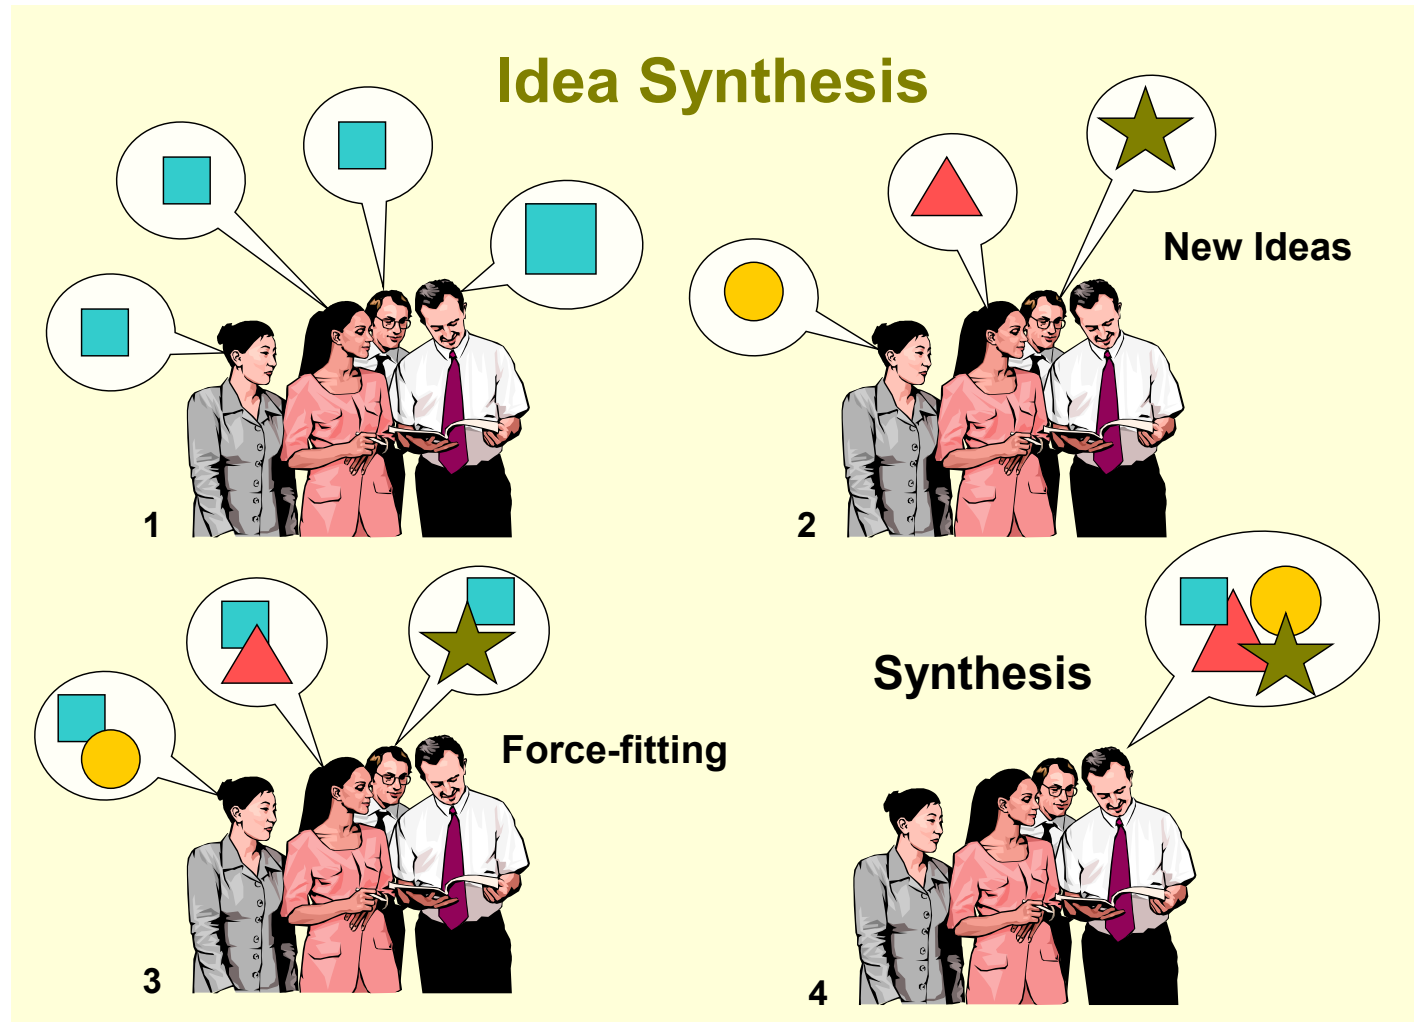 Idea Synthesis
New Ideas
1
2
Force-fitting
Synthesis
3
4